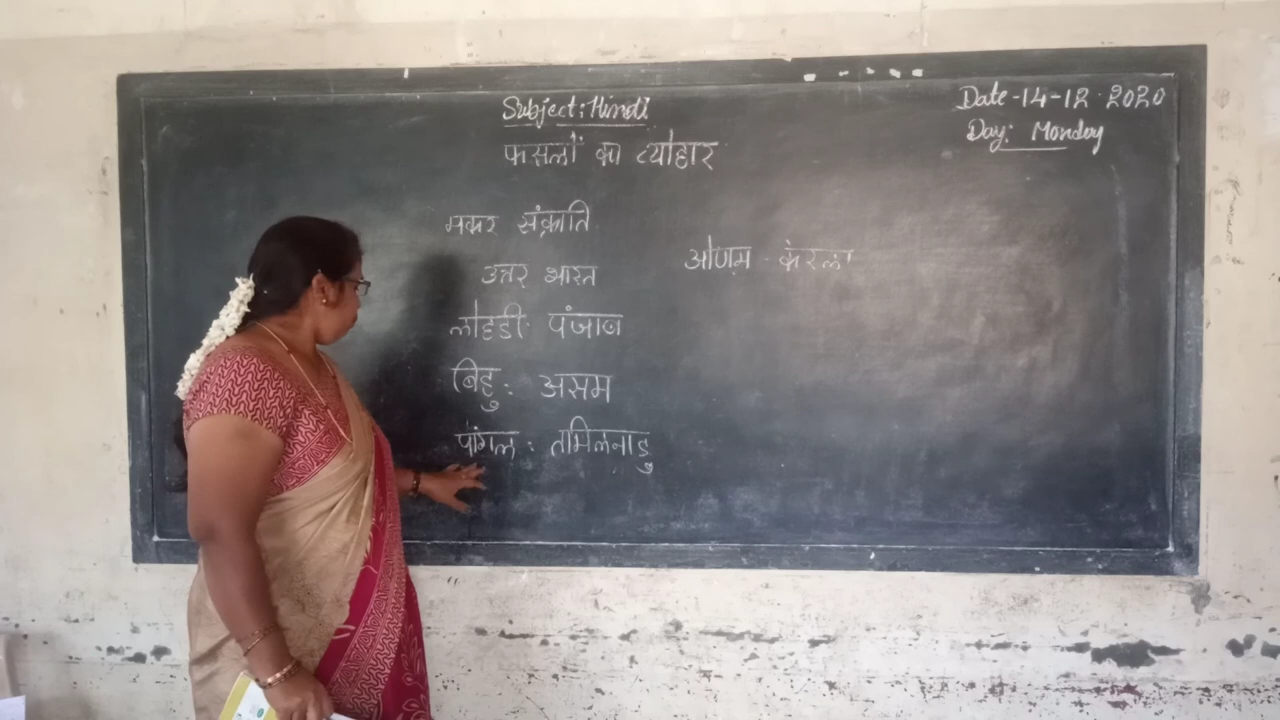 Subject: Hindi
Date-14-12-2020
Day: Monday
फसलों का त्योहार
मकर संक्राति
उत्तर भारत
ओणम - केरला
लोहडी: पंजाब
बिहु: असम
पोंगल: तमिलनाडु